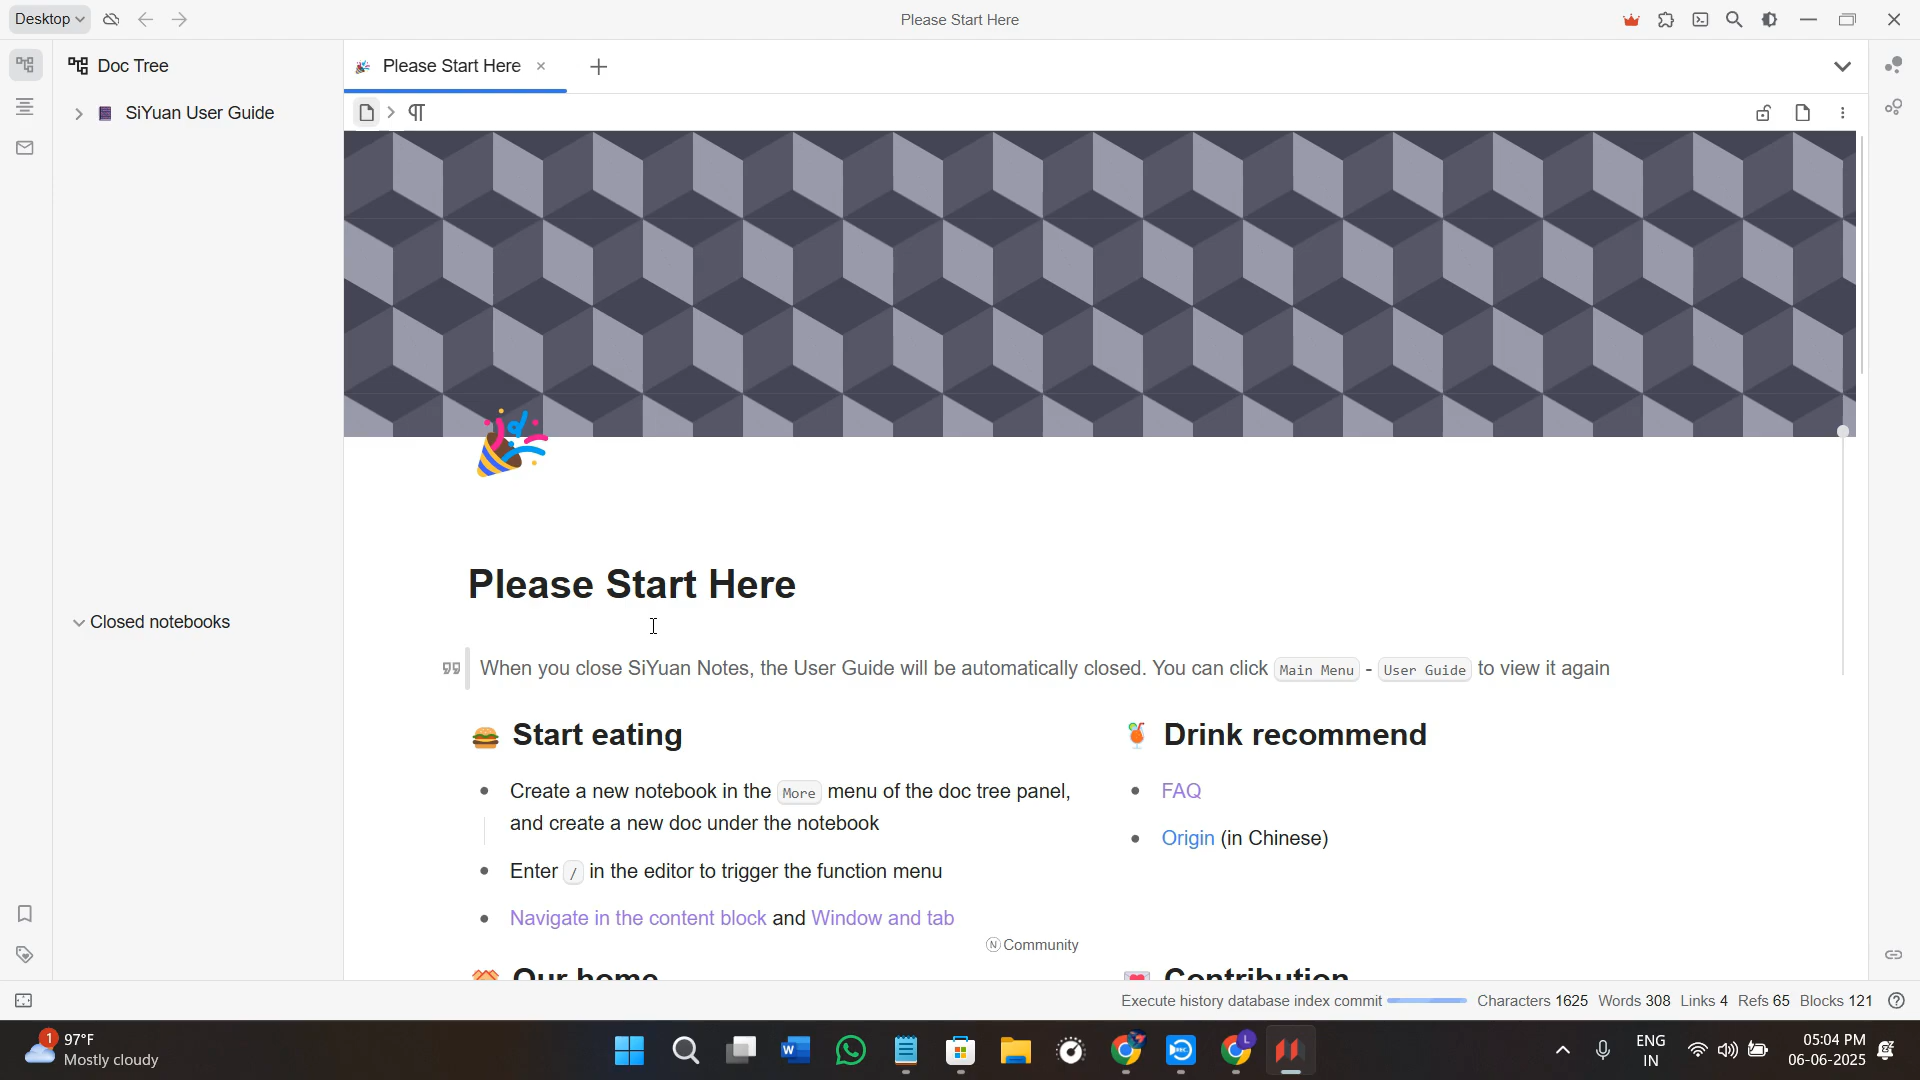 Desktop
Please Start Here
Doc Tree
Please Start Here
SiYuan User Guide
Please Start Here
When you close SiYuan Notes, the User Guide will be automatically closed. You can click Main Menu - User Guide to view it again
Start eating
Drink recommend
Create a new notebook in the More menu of the doc tree panel,
and create a new doc under the notebook
FAQ
Origin (in Chinese)
Enter / in the editor to trigger the function menu
Navigate in the content block and Window and tab
Ⓝ Community
Our home
Contribution
Closed notebooks
Execute history database index commit
Characters 1625 Words 308 Links 4 Refs 65 Blocks 121
1
97°F
Mostly cloudy
ENG
IN
05:04 PM
06-06-2025